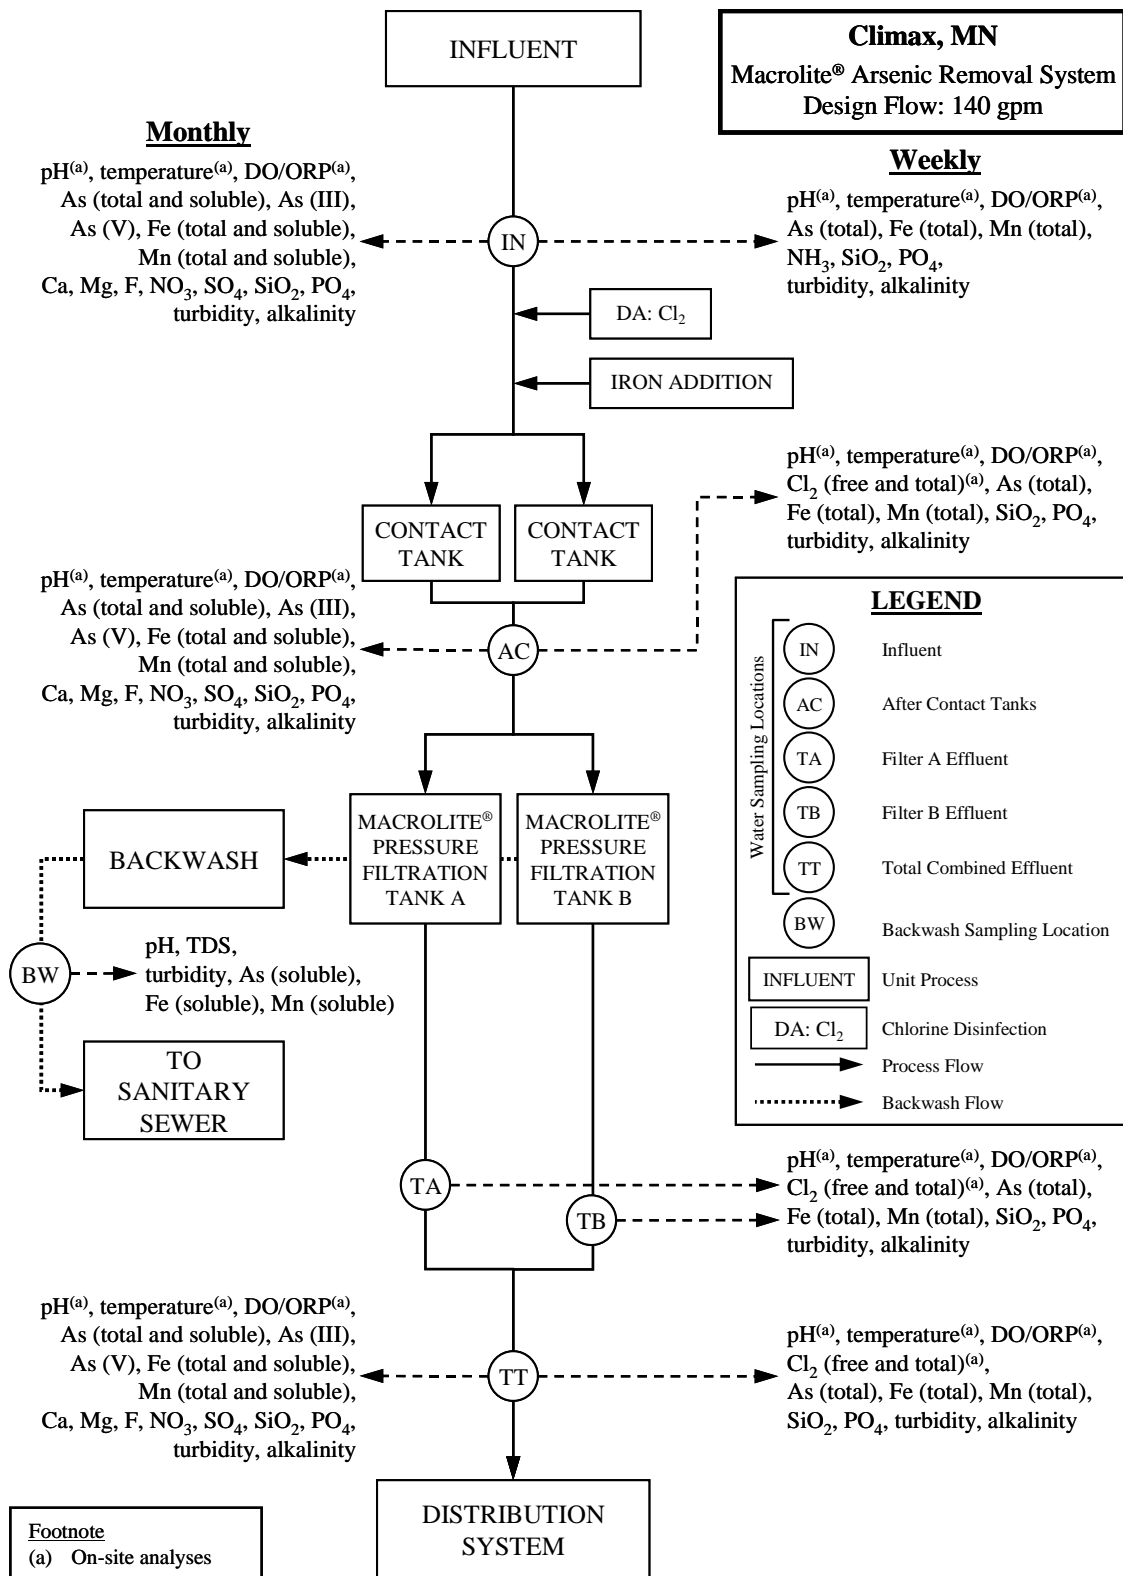 INFLUENT
Climax, MN
Macrolite® Arsenic Removal System
Design Flow: 140 gpm
Monthly
pH(a), temperature(a), DO/ORP(a),
As (total and soluble), As (III),
As (V), Fe (total and soluble),
Mn (total and soluble),
Ca, Mg, F, NO3, SO4, SiO2, PO4,
turbidity, alkalinity
IN
Weekly
pH(a), temperature(a), DO/ORP(a),
As (total), Fe (total), Mn (total),
NH3, SiO2, PO4,
turbidity, alkalinity
DA: Cl2
IRON ADDITION
CONTACT
TANK
CONTACT
TANK
pH(a), temperature(a), DO/ORP(a),
Cl2 (free and total)(a), As (total),
Fe (total), Mn (total), SiO2, PO4,
turbidity, alkalinity
pH(a), temperature(a), DO/ORP(a),
As (total and soluble), As (III),
As (V), Fe (total and soluble),
Mn (total and soluble),
Ca, Mg, F, NO3, SO4, SiO2, PO4,
turbidity, alkalinity
AC
LEGEND
Water Sampling Locations
IN Influent
AC After Contact Tanks
TA Filter A Effluent
TB Filter B Effluent
TT Total Combined Effluent
BW Backwash Sampling Location
INFLUENT Unit Process
DA: Cl2 Chlorine Disinfection
Process Flow
Backwash Flow
MACROLITE®
PRESSURE
FILTRATION
TANK A
MACROLITE®
PRESSURE
FILTRATION
TANK B
BACKWASH
BW
pH, TDS,
turbidity, As (soluble),
Fe (soluble), Mn (soluble)
TO
SANITARY
SEWER
TA
TB
pH(a), temperature(a), DO/ORP(a),
Cl2 (free and total)(a), As (total),
Fe (total), Mn (total), SiO2, PO4,
turbidity, alkalinity
pH(a), temperature(a), DO/ORP(a),
As (total and soluble), As (III),
As (V), Fe (total and soluble),
Mn (total and soluble),
Ca, Mg, F, NO3, SO4, SiO2, PO4,
turbidity, alkalinity
TT
pH(a), temperature(a), DO/ORP(a),
Cl2 (free and total)(a),
As (total), Fe (total), Mn (total),
SiO2, PO4, turbidity, alkalinity
DISTRIBUTION
SYSTEM
Footnote
(a) On-site analyses